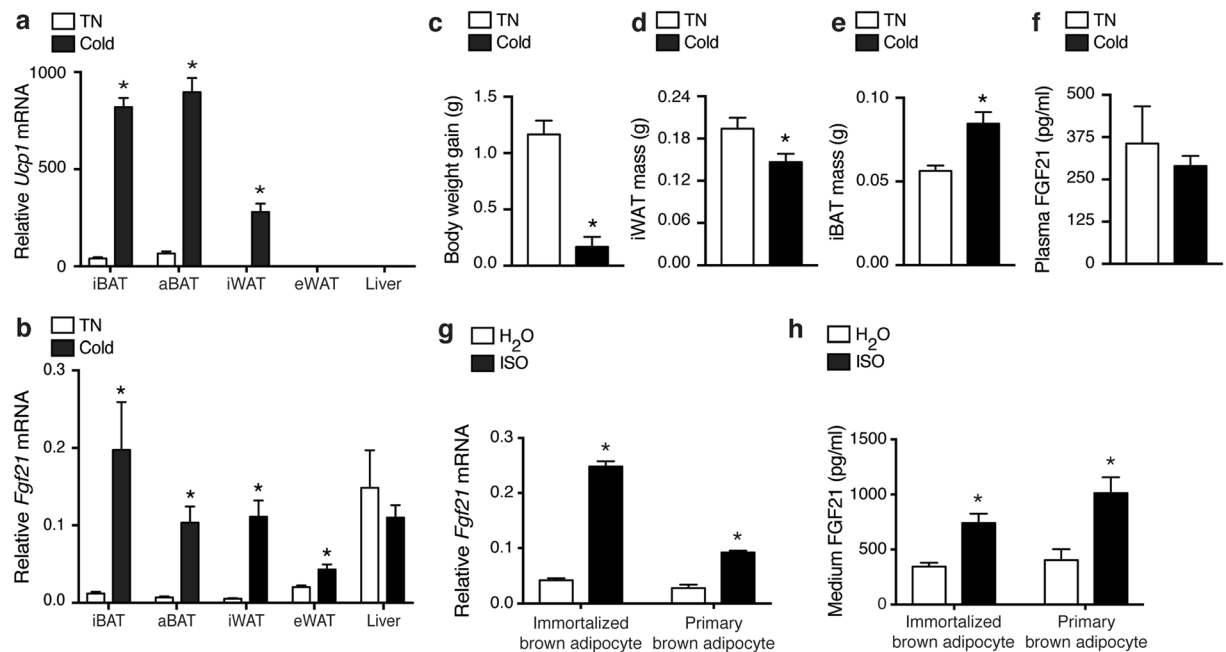 a
TN
Cold
Relative Ucp1 mRNA
1000
500
0
iBAT aBAT iWAT eWAT Liver
* * *
b
TN
Cold
Relative Fgf21 mRNA
0.3
0.2
0.1
0.0
iBAT aBAT iWAT eWAT Liver
* * * *
c
TN
Cold
Body weight gain (g)
1.5
1.0
0.5
0.0
*
d
TN
Cold
iWAT mass (g)
0.24
0.18
0.12
0.06
0.00
*
e
TN
Cold
iBAT mass (g)
0.10
0.05
0.00
*
f
TN
Cold
Plasma FGF21 (pg/ml)
500
375
250
125
0
g
H2O
ISO
Relative Fgf21 mRNA
0.3
0.2
0.1
0.0
* *
Immortalized Primary
brown adipocyte brown adipocyte
h
H2O
ISO
Medium FGF21 (pg/ml)
1500
1000
500
0
* *
Immortalized Primary
brown adipocyte brown adipocyte